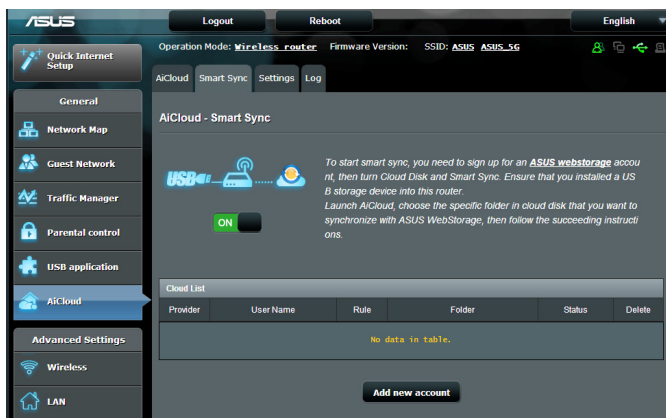 ASUS
Logout
Reboot
English
Quick Internet
Setup
Operation Mode: Wireless router Firmware Version: SSID: ASUS ASUS_5G
AiCloud Smart Sync Settings Log
General
Network Map
Guest Network
Traffic Manager
Parental control
USB application
AiCloud
Advanced Settings
Wireless
LAN
AiCloud - Smart Sync
USB
ON
To start smart sync, you need to sign up for an ASUS webstorage accou
nt, then turn Cloud Disk and Smart Sync. Ensure that you installed a US
B storage device into this router.
Launch AiCloud, choose the specific folder in cloud disk that you want to
synchronize with ASUS WebStorage, then follow the succeeding instructi
ons.
Cloud List
Provider User Name Rule Folder Status Delete
No data in table.
Add new account